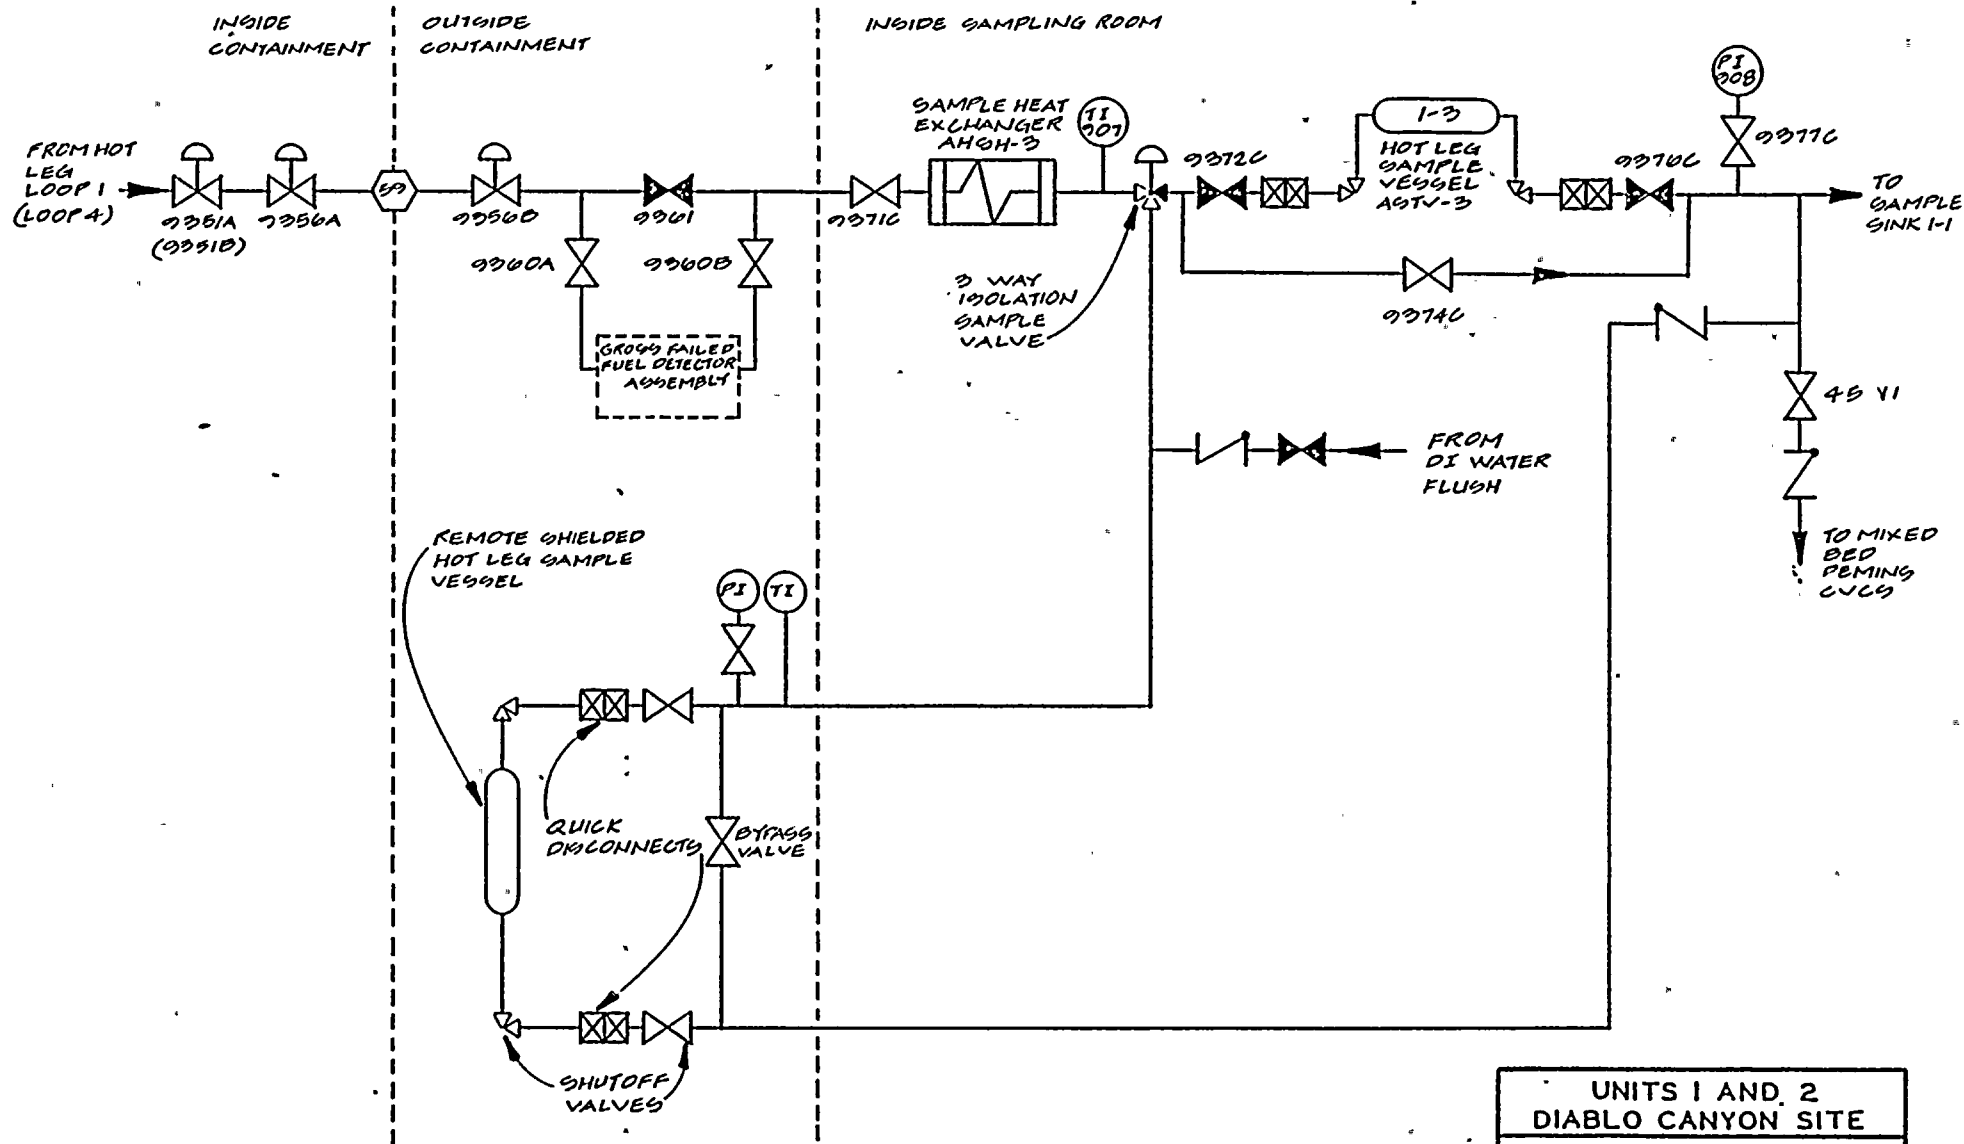 INSIDE
CONTAINMENT
OUTSIDE
CONTAINMENT
INSIDE SAMPLING ROOM
FROM HOT
LEG
LOOP 1
(LOOP 4)
9351A
(9351B)
9356A
59
9356B
9361
9360A
9360B
GROSS FAILED
FUEL DETECTOR
ASSEMBLY
9371C
SAMPLE HEAT
EXCHANGER
AHSH-3
TI
307
3 WAY
ISOLATION
SAMPLE
VALVE
9372C
1-3
HOT LEG
SAMPLE
VESSEL
ASTV-3
9376C
PI
308
9377C
TO
SAMPLE
SINK 1-1
9374C
45 Y1
FROM
DI WATER
FLUSH
TO MIXED
BED
DEMINS
CVCS
REMOTE SHIELDED
HOT LEG SAMPLE
VESSEL
PI
TI
QUICK
DISCONNECTS
BYPASS
VALVE
SHUTOFF
VALVES
UNITS 1 AND 2
DIABLO CANYON SITE